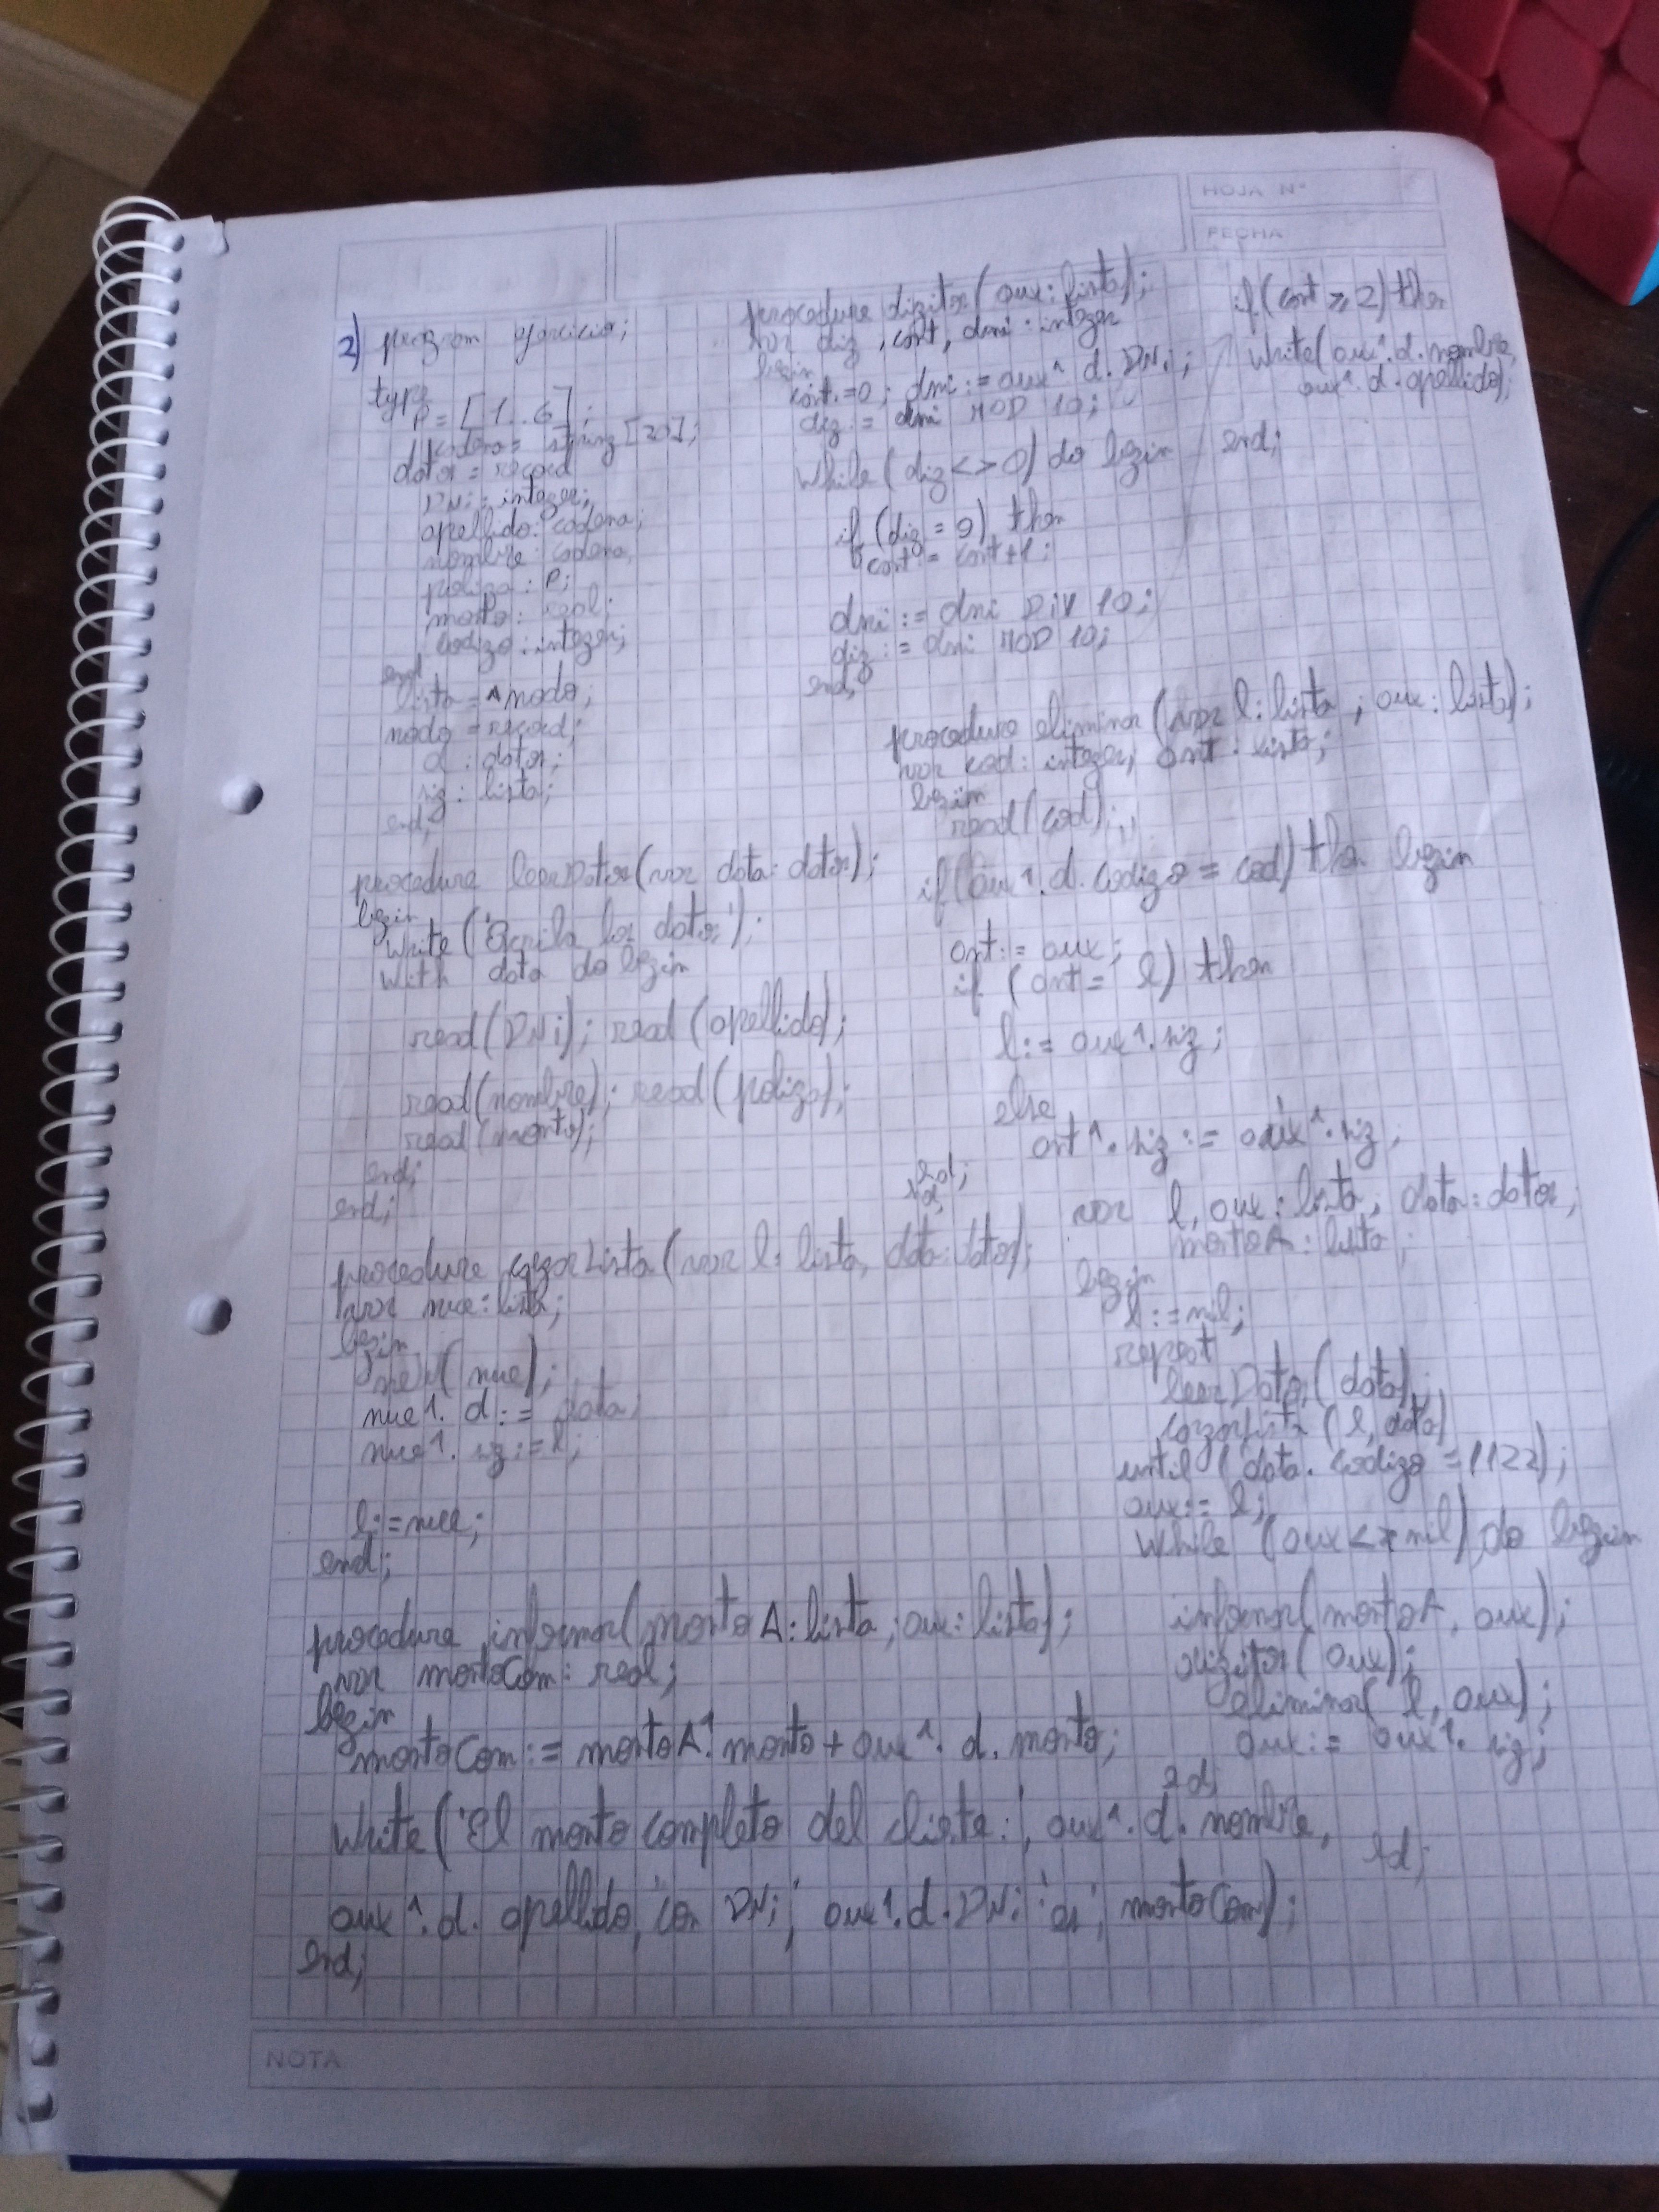 HOJA Nº
FECHA
2) program ejercicio;
type
P = [1..6];
cadena = string[20];
datos = record
DNi : integer;
apellido : cadena;
nombre : cadena;
poliza : P;
monto : real;
codigo : integer;
end
lista = ^nodo;
nodo = record;
d : datos;
sig : lista;
end;
procedure leerDatos(var data: datos);
begin
write('Escriba los datos:');
with data do begin
read(DNi); read(apellido);
read(nombre); read(poliza);
read(monto);
end;
end;
procedure cargarLista(var l: lista, data: datos);
var nue: lista;
begin
new(nue);
nue^. d := data;
nue^. sig := l;
l := nue;
end;
procedure informar(montoA: lista; aux: lista);
var montoCom: real;
begin
montoCom := montoA^. monto + aux^. d. monto;
write('El monto completo del cliente:', aux^. d. nombre,
aux^. d. apellido, 'con DNi', aux^. d. DNi 'es', montoCom);
end;
procedure digitos(aux: lista);
var dig, cont, dni : integer
begin
cont.=0; dni := aux^. d. DNi;
dig := dni MOD 10;
while (dig <> 0) do begin
if (dig = 9) then
cont := cont+1;
dni := dni DIV 10;
dig := dni MOD 10;
end;
if (cont >= 2) then
write(aux^. d. nombre,
aux^. d. apellido);
end;
procedure eliminar(var l: lista ; aux: lista);
var cod: integer; ant: lista;
begin
read(cod);
if (aux^. d. codigo = cod) then begin
ant := aux;
if (ant = l) then
l := aux^. sig;
else
ant^. sig := aux^. sig;
end;
end;
var l, aux : lista; data: datos;
montoA : lista;
begin
l := nil;
repeat
leerDatos(data);
cargarLista(l, data)
until (data. codigo = 1122);
aux := l;
while (aux <> nil) do begin
informar(montoA, aux);
digitos(aux);
eliminar(l, aux);
aux := aux^. sig;
end;
end;
NOTA